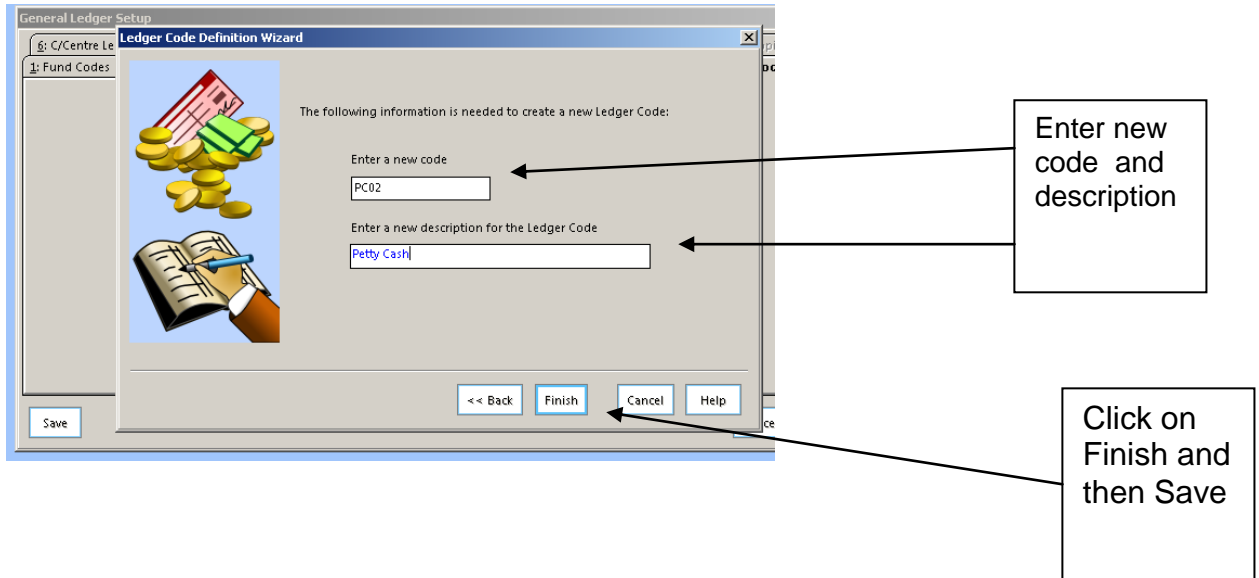 General Ledger Setup
6: C/Centre Le
1: Fund Codes
Ledger Code Definition Wizard
The following information is needed to create a new Ledger Code:
Enter a new code
PC02
Enter a new description for the Ledger Code
Petty Cash
<< Back Finish Cancel Help
Save
Enter new
code and
description
Click on
Finish and
then Save